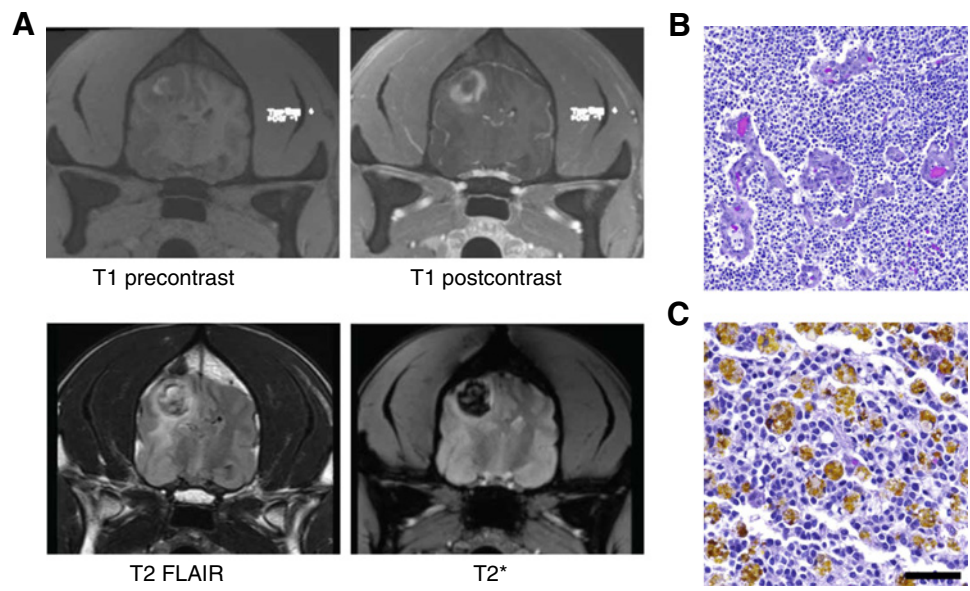 A
B
T1 precontrast
T1 postcontrast
C
T2 FLAIR
T2*